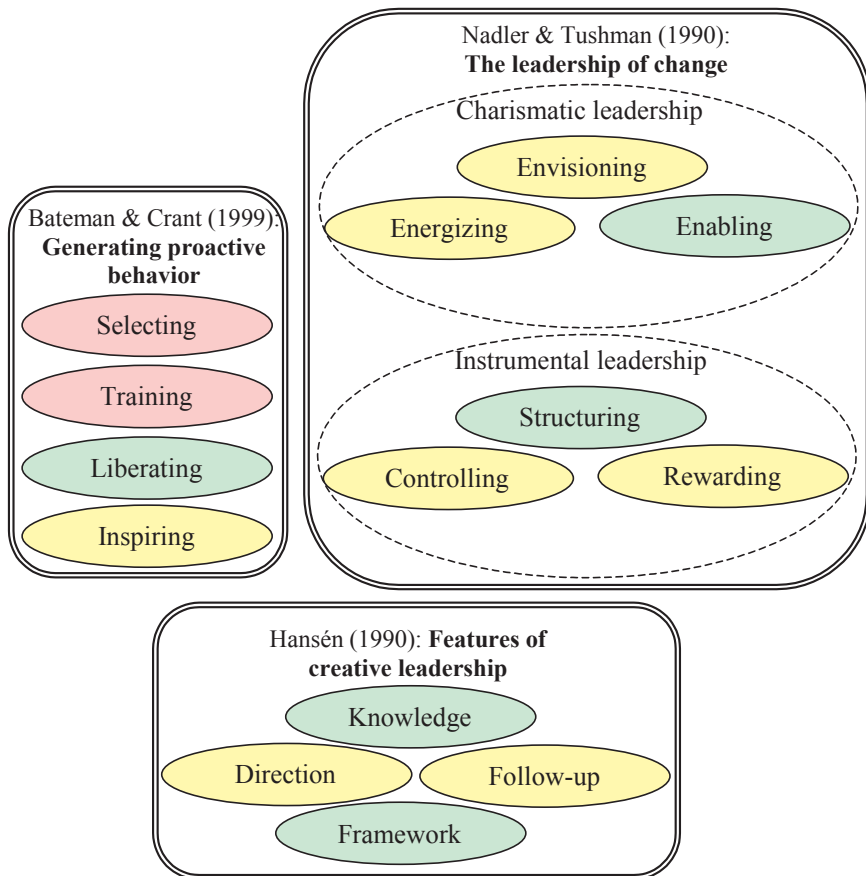 Nadler & Tushman (1990):
The leadership of change
Charismatic leadership
Envisioning
Energizing
Enabling
Instrumental leadership
Structuring
Controlling
Rewarding
Bateman & Crant (1999):
Generating proactive
behavior
Selecting
Training
Liberating
Inspiring
Hansén (1990): Features of
creative leadership
Knowledge
Direction
Follow-up
Framework